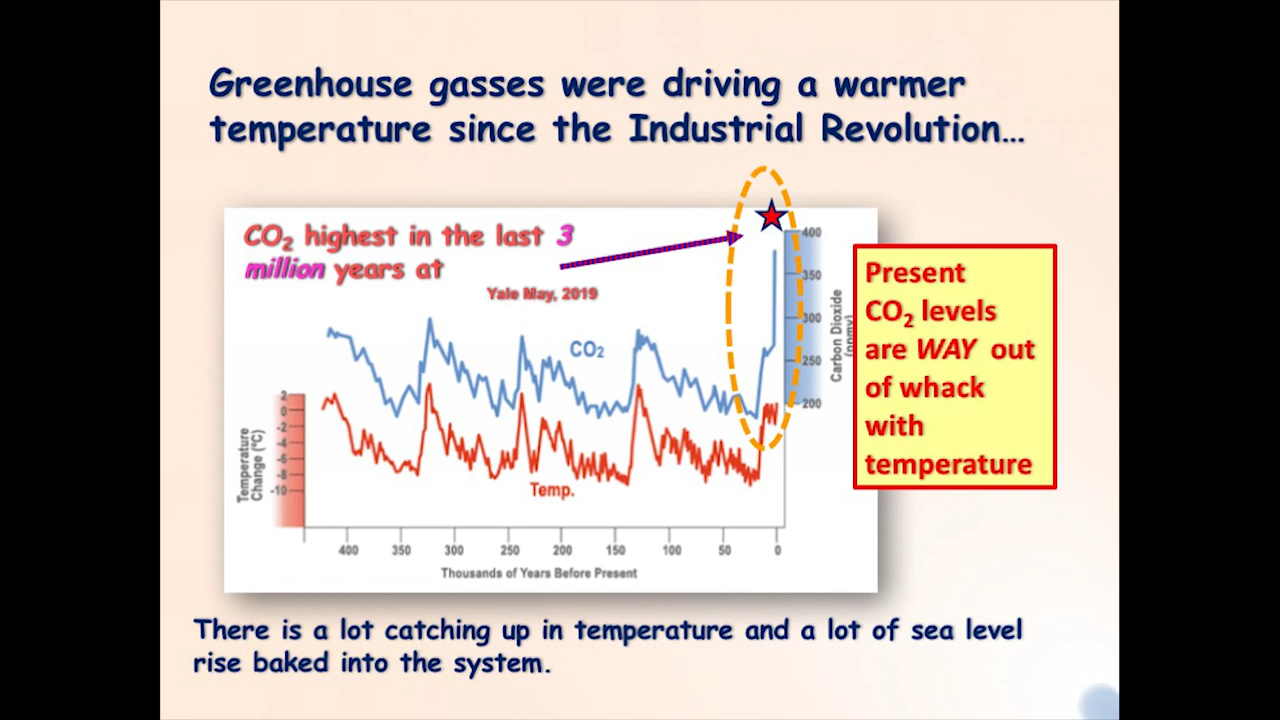 Greenhouse gasses were driving a warmer
temperature since the Industrial Revolution…
CO₂ highest in the last 3
million years at
Yale May, 2019
CO₂
Temp.
2
0
-2
-4
-6
-8
-10
Temperature
Change (°C)
400
350
300
250
200
Carbon Dioxide
400 350 300 250 200 150 100 50 0
Thousands of Years Before Present
Present
CO₂ levels
are WAY out
of whack
with
temperature
There is a lot catching up in temperature and a lot of sea level
rise baked into the system.